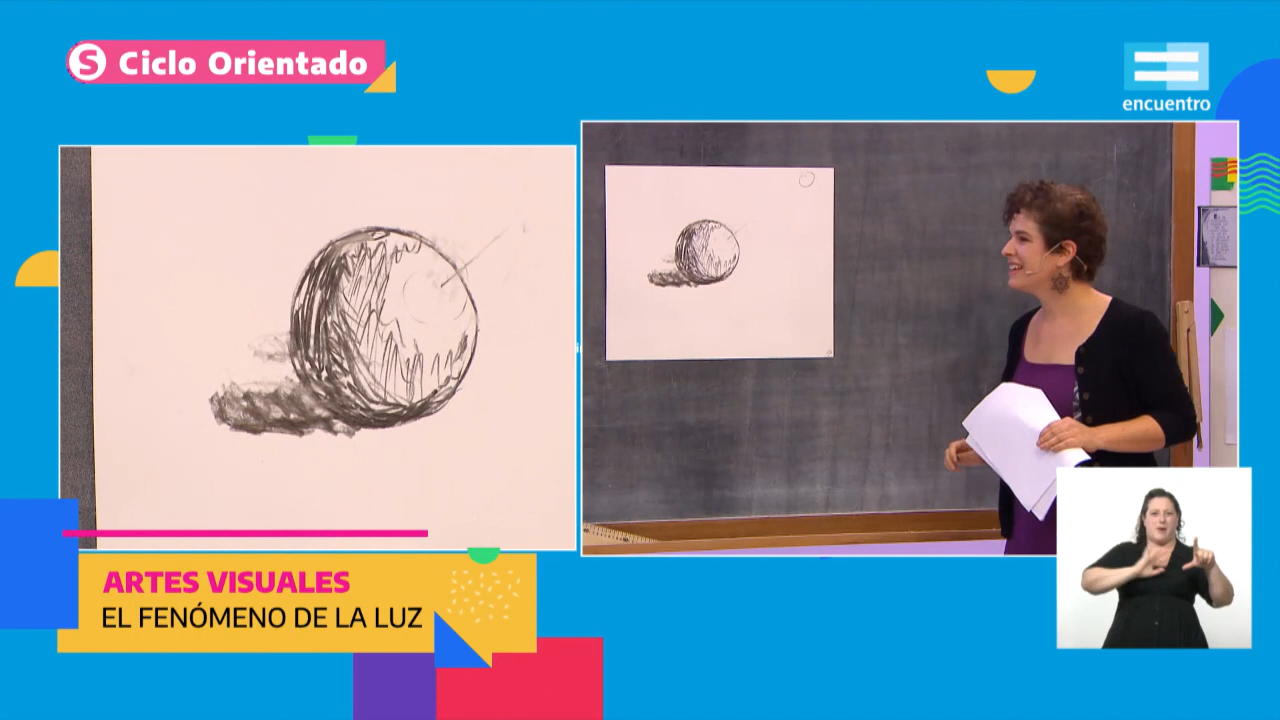 S Ciclo Orientado
encuentro
ARTES VISUALES
EL FENÓMENO DE LA LUZ